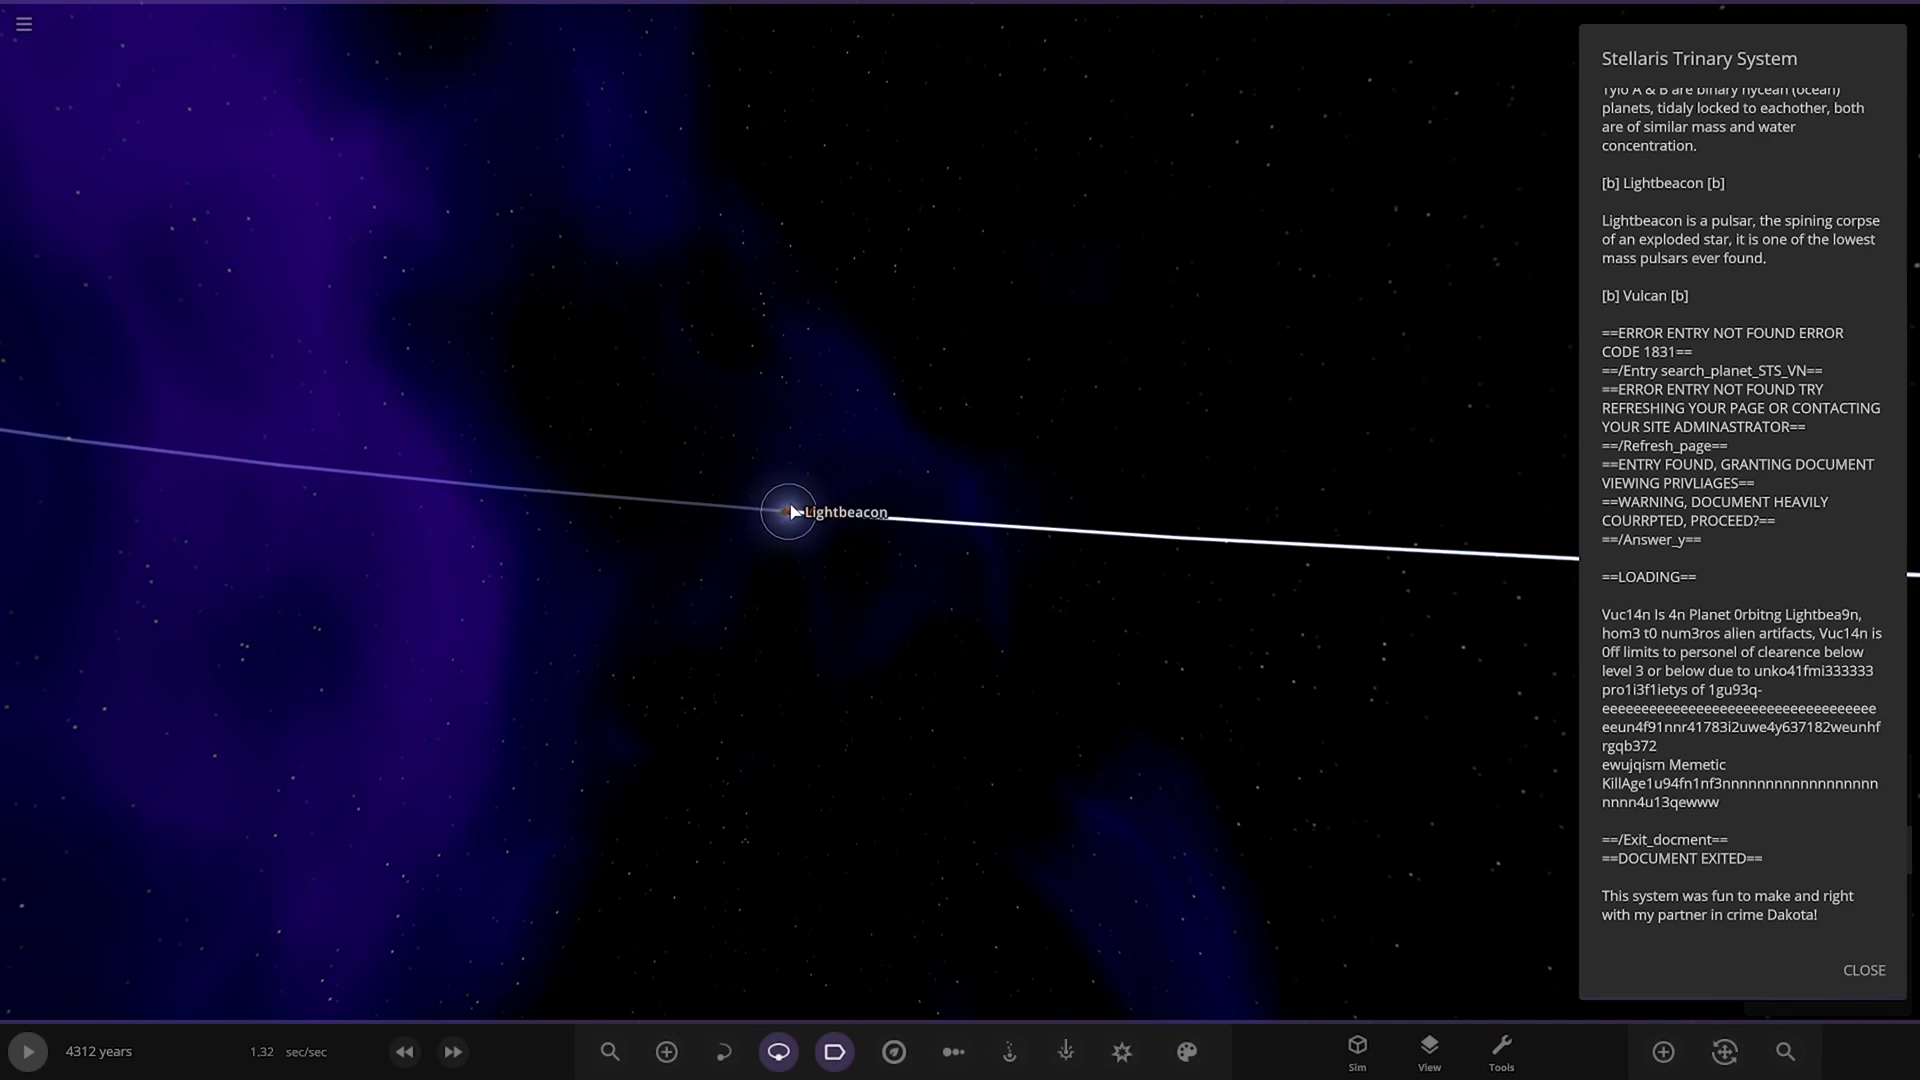 Stellaris Trinary System
Tylo A & B are binary hycean (ocean)
planets, tidaly locked to eachother, both
are of similar mass and water
concentration.
[b] Lightbeacon [b]
Lightbeacon is a pulsar, the spining corpse
of an exploded star, it is one of the lowest
mass pulsars ever found.
[b] Vulcan [b]
==ERROR ENTRY NOT FOUND ERROR
CODE 1831==
==/Entry search_planet_STS_VN==
==ERROR ENTRY NOT FOUND TRY
REFRESHING YOUR PAGE OR CONTACTING
YOUR SITE ADMINASTRATOR==
==/Refresh_page==
==ENTRY FOUND, GRANTING DOCUMENT
VIEWING PRIVLIAGES==
==WARNING, DOCUMENT HEAVILY
COURRPTED, PROCEED?==
==/Answer_y==
==LOADING==
Vuc14n Is 4n Planet 0rbitng Lightbea9n,
hom3 t0 num3ros alien artifacts, Vuc14n is
0ff limits to personel of clearence below
level 3 or below due to unko41fmi333333
pro1i3f1ietys of 1gu93q-
eeeeeeeeeeeeeeeeeeeeeeeeeeeeeeeeeee
eeun4f91nnr41783i2uwe4y637182weunhf
rgqb372
ewujqism Memetic
KillAge1u94fn1nf3nnnnnnnnnnnnnnnnnnn
nnnn4u13qewww
==/Exit_docment==
==DOCUMENT EXITED==
This system was fun to make and right
with my partner in crime Dakota!
CLOSE
Lightbeacon
4312 years
1.32 sec/sec
Sim
View
Tools